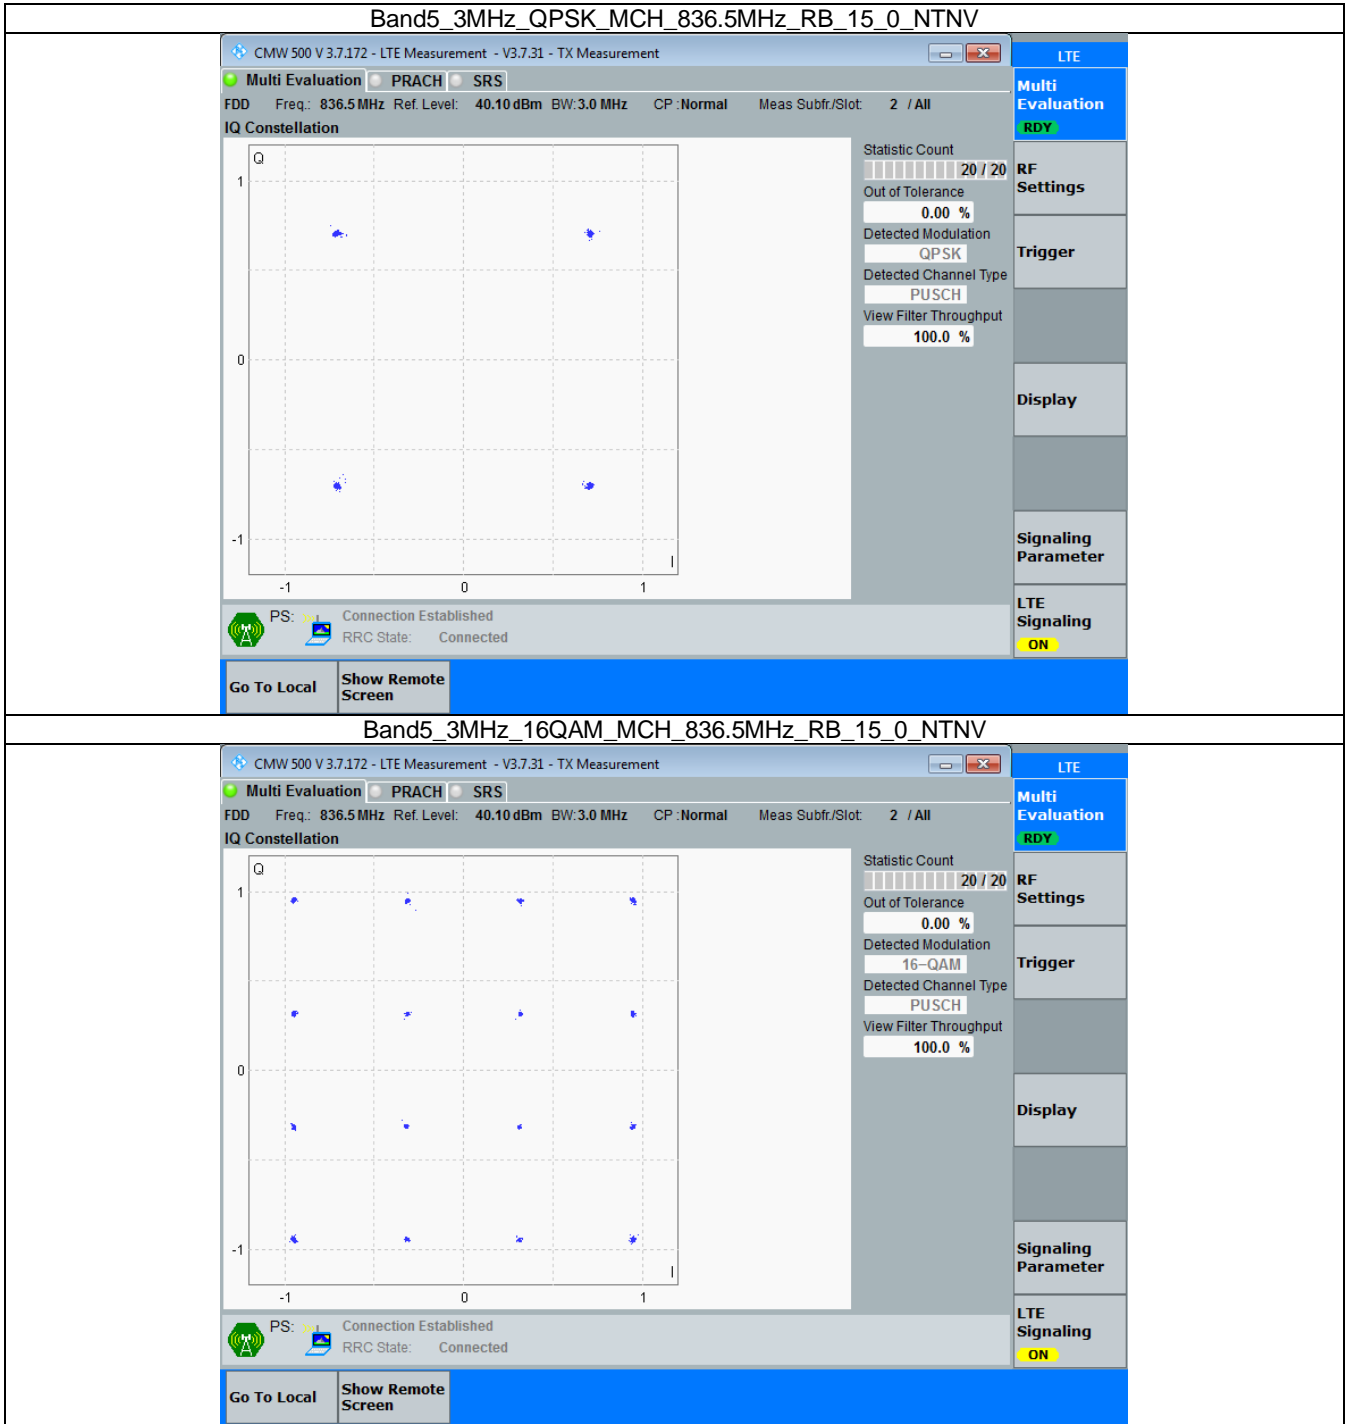 Band5_3MHz_QPSK_MCH_836.5MHz_RB_15_0_NTNV
CMW 500 V 3.7.172 - LTE Measurement - V3.7.31 - TX Measurement
LTE
Multi Evaluation PRACH SRS
FDD Freq.: 836.5 MHz Ref. Level: 40.10 dBm BW: 3.0 MHz CP : Normal Meas Subfr./Slot: 2 / All
IQ Constellation
Q
1
0
-1
I
-1 0 1
Statistic Count
20 / 20
Out of Tolerance
0.00 %
Detected Modulation
QPSK
Detected Channel Type
PUSCH
View Filter Throughput
100.0 %
Multi
Evaluation
RDY
RF
Settings
Trigger
Display
Signaling
Parameter
LTE
Signaling
ON
PS: Connection Established
RRC State: Connected
Go To Local
Show Remote
Screen
Band5_3MHz_16QAM_MCH_836.5MHz_RB_15_0_NTNV
CMW 500 V 3.7.172 - LTE Measurement - V3.7.31 - TX Measurement
LTE
Multi Evaluation PRACH SRS
FDD Freq.: 836.5 MHz Ref. Level: 40.10 dBm BW: 3.0 MHz CP : Normal Meas Subfr./Slot: 2 / All
IQ Constellation
Q
1
0
-1
I
-1 0 1
Statistic Count
20 / 20
Out of Tolerance
0.00 %
Detected Modulation
16-QAM
Detected Channel Type
PUSCH
View Filter Throughput
100.0 %
Multi
Evaluation
RDY
RF
Settings
Trigger
Display
Signaling
Parameter
LTE
Signaling
ON
PS: Connection Established
RRC State: Connected
Go To Local
Show Remote
Screen